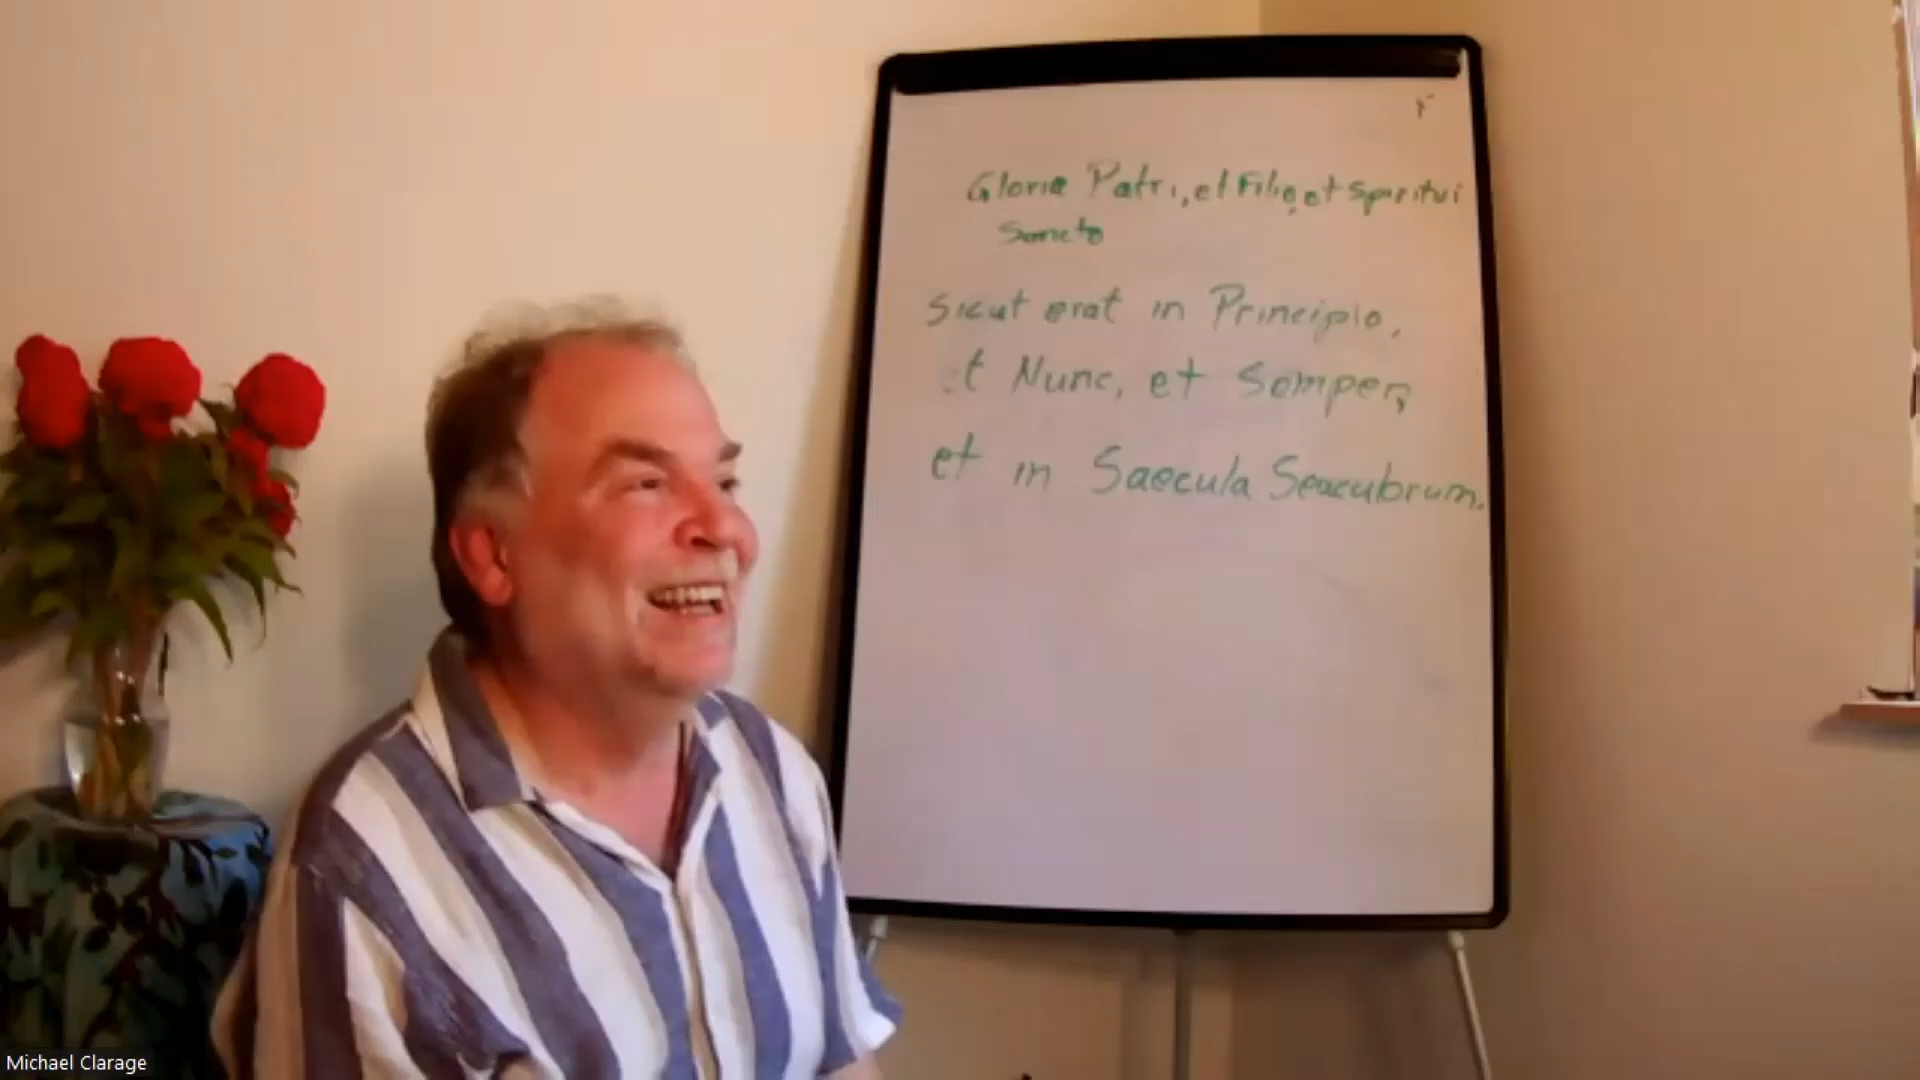 Gloria Patri, et Filio, et Spiritui
Sancto
Sicut erat in Principio,
et Nunc, et Semper,
et in Saecula Seaculorum.
Michael Clarage